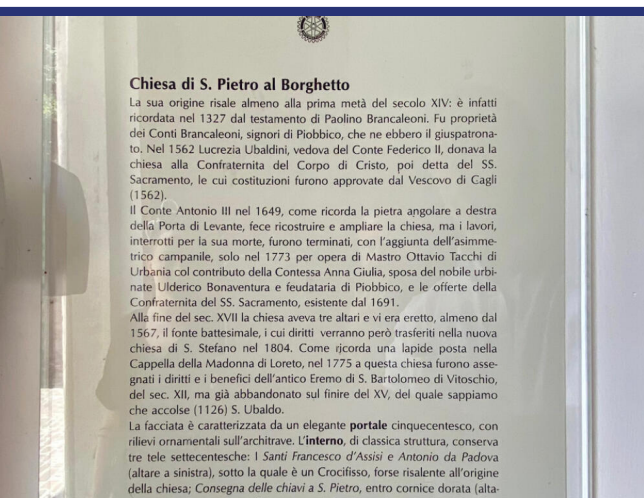 Chiesa di S. Pietro al Borghetto
La sua origine risale almeno alla prima metà del secolo XIV: è infatti
ricordata nel 1327 dal testamento di Paolino Brancaleoni. Fu proprietà
dei Conti Brancaleoni, signori di Piobbico, che ne ebbero il giuspatrona-
to. Nel 1562 Lucrezia Ubaldini, vedova del Conte Federico II, donava la
chiesa alla Confraternita del Corpo di Cristo, poi detta del SS.
Sacramento, le cui costituzioni furono approvate dal Vescovo di Cagli
(1562).
Il Conte Antonio III nel 1649, come ricorda la pietra angolare a destra
della Porta di Levante, fece ricostruire e ampliare la chiesa, ma i lavori,
interrotti per la sua morte, furono terminati, con l'aggiunta dell'asimme-
trico campanile, solo nel 1773 per opera di Mastro Ottavio Tacchi di
Urbania col contributo della Contessa Anna Giulia, sposa del nobile urbi-
nate Ulderico Bonaventura e feudataria di Piobbico, e le offerte della
Confraternita del SS. Sacramento, esistente dal 1691.
Alla fine del sec. XVII la chiesa aveva tre altari e vi era eretto, almeno dal
1567, il fonte battesimale, i cui diritti verranno però trasferiti nella nuova
chiesa di S. Stefano nel 1804. Come ricorda una lapide posta nella
Cappella della Madonna di Loreto, nel 1775 a questa chiesa furono asse-
gnati i diritti e i benefici dell'antico Eremo di S. Bartolomeo di Vitoschio,
del sec. XII, ma già abbandonato sul finire del XV, del quale sappiamo
che accolse (1126) S. Ubaldo.
La facciata è caratterizzata da un elegante portale cinquecentesco, con
rilievi ornamentali sull'architrave. L'interno, di classica struttura, conserva
tre tele settecentesche: I Santi Francesco d'Assisi e Antonio da Padova
(altare a sinistra), sotto la quale è un Crocifisso, forse risalente all'origine
della chiesa; Consegna delle chiavi a S. Pietro, entro cornice dorata (alta-